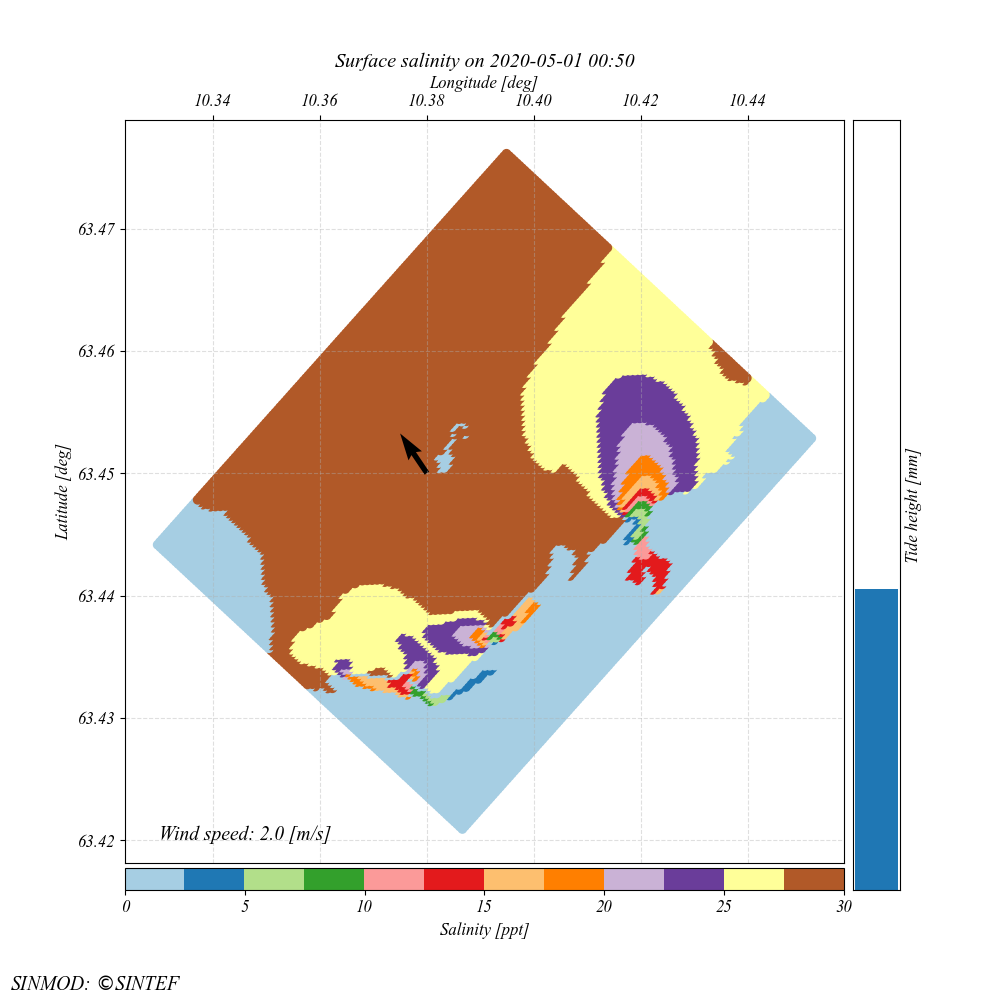 Surface salinity on 2020-05-01 00:50
Longitude [deg]
10.34 10.36 10.38 10.40 10.42 10.44
63.47
63.46
63.45
63.44
63.43
63.42
Latitude [deg]
Tide height [mm]
Wind speed: 2.0 [m/s]
0 5 10 15 20 25 30
Salinity [ppt]
SINMOD: ©SINTEF